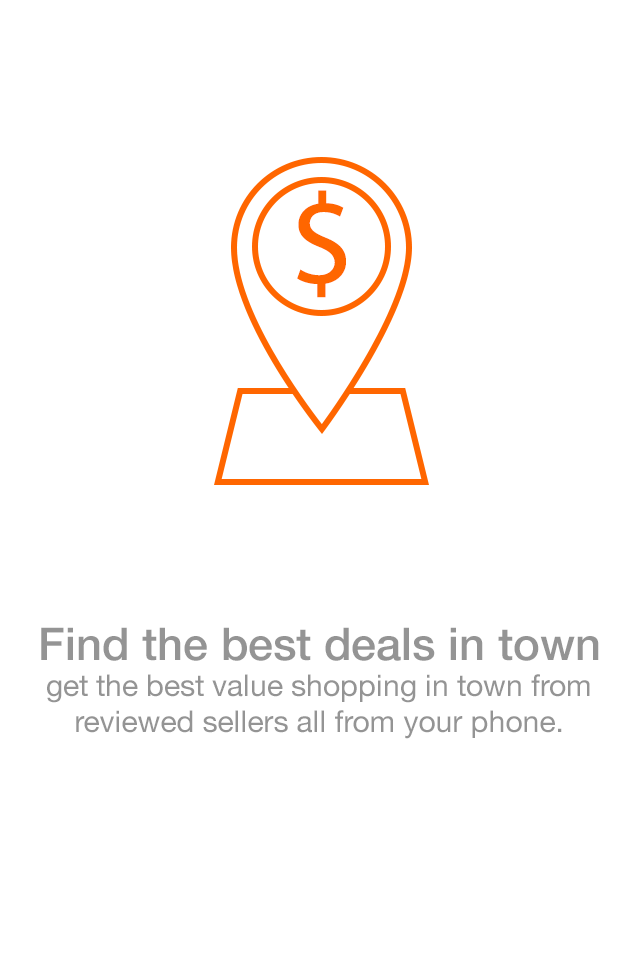 $
Find the best deals in town
get the best value shopping in town from
reviewed sellers all from your phone.